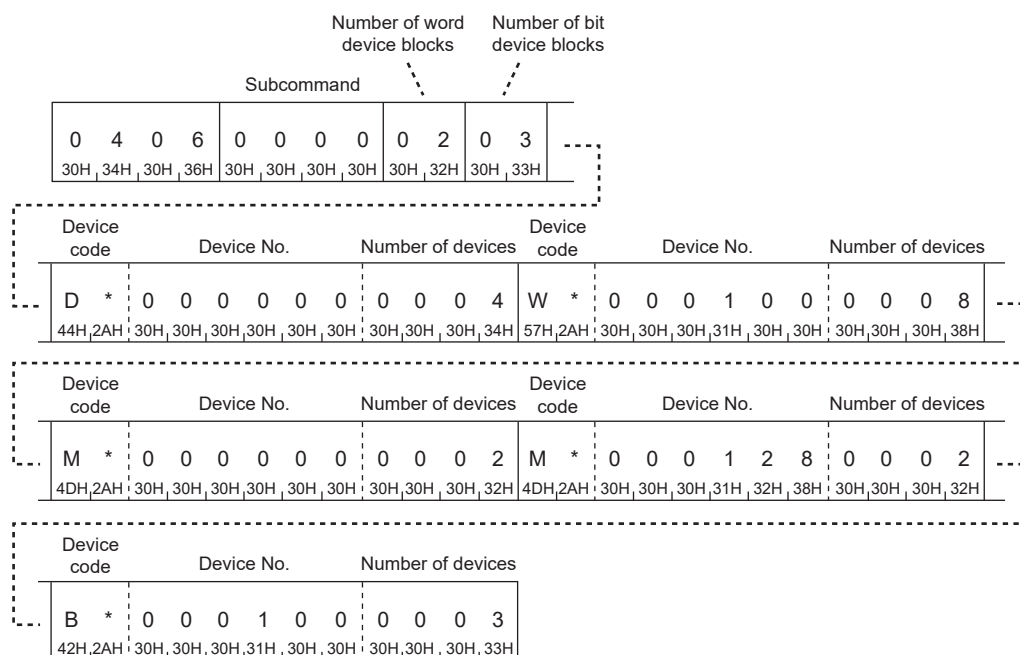 Number of word device blocks
Number of bit device blocks
Subcommand
0 4 0 6 0 0 0 0 0 2 0 3
30H 34H 30H 36H 30H 30H 30H 30H 30H 32H 30H 33H
Device code Device No. Number of devices Device code Device No. Number of devices
D * 0 0 0 0 0 0 0 0 0 4 W * 0 0 0 1 0 0 0 0 0 8
44H 2AH 30H 30H 30H 30H 30H 30H 30H 30H 30H 34H 57H 2AH 30H 30H 30H 31H 30H 30H 30H 30H 30H 38H
Device code Device No. Number of devices Device code Device No. Number of devices
M * 0 0 0 0 0 0 0 0 0 2 M * 0 0 0 1 2 8 0 0 0 2
4DH 2AH 30H 30H 30H 30H 30H 30H 30H 30H 30H 32H 4DH 2AH 30H 30H 30H 31H 32H 38H 30H 30H 30H 32H
Device code Device No. Number of devices
B * 0 0 0 1 0 0 0 0 0 3
42H 2AH 30H 30H 30H 31H 30H 30H 30H 30H 30H 33H